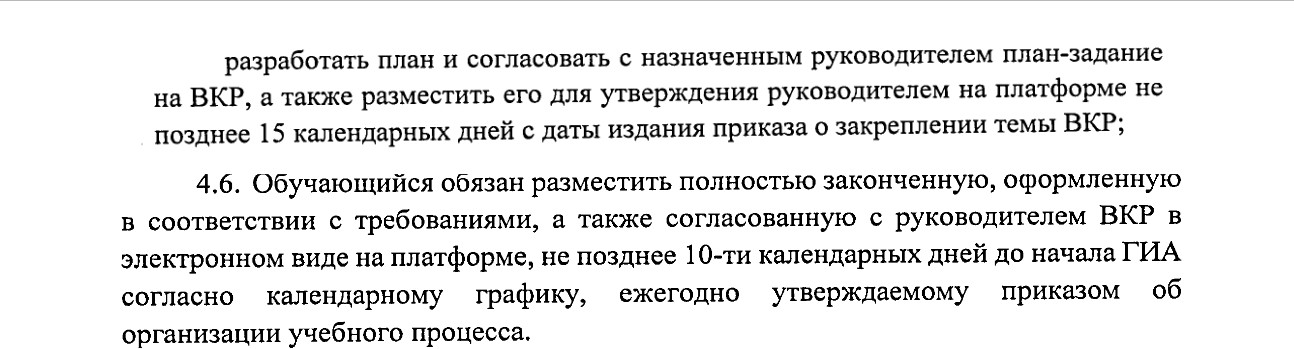 разработать план и согласовать с назначенным руководителем план-задание
на ВКР, а также разместить его для утверждения руководителем на платформе не
позднее 15 календарных дней с даты издания приказа о закреплении темы ВКР;
4.6. Обучающийся обязан разместить полностью законченную, оформленную
в соответствии с требованиями, а также согласованную с руководителем ВКР в
электронном виде на платформе, не позднее 10-ти календарных дней до начала ГИА
согласно календарному графику, ежегодно утверждаемому приказом об
организации учебного процесса.